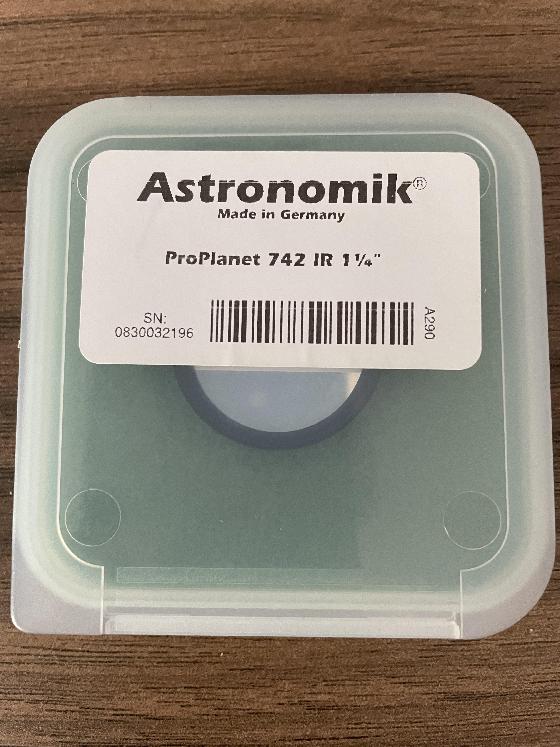 Astronomik®
Made in Germany
ProPlanet 742 IR 1¼"
SN:
0830032196
A290